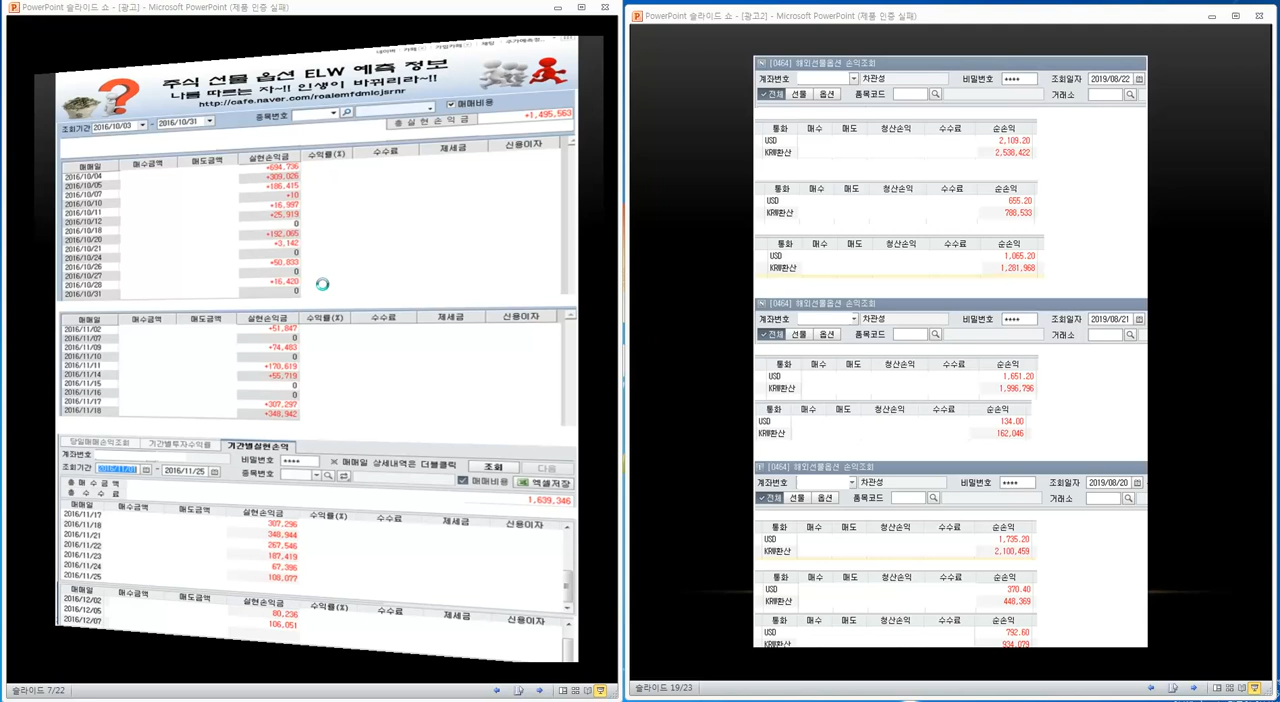 PowerPoint 슬라이드 쇼 - [광고] - Microsoft PowerPoint (제품 인증 실패)
주식 선물 옵션 ELW 예측 정보
나를 따르는 자~!! 인생이 바뀌리라~!!
http://cafe.naver.com/roalemfdmlcjsrnr
조회기간 2016/10/03 ~ 2016/10/31 종목번호 매매비용
총 실 현 손 익 금 +1,495,563
매매일 매수금액 매도금액 실현손익금 수익률(%) 수수료 제세금 신용이자
2016/10/04 +694,736
2016/10/05 +309,026
2016/10/07 +186,415
2016/10/10 +10
2016/10/11 +16,997
2016/10/12 +25,919
2016/10/18 0
2016/10/20 +192,065
2016/10/21 +3,142
2016/10/24 0
2016/10/26 +50,833
2016/10/27 0
2016/10/28 +16,420
2016/10/31 0
매매일 매수금액 매도금액 실현손익금 수익률(%) 수수료 제세금 신용이자
2016/11/02 +51,847
2016/11/07 0
2016/11/09 +74,483
2016/11/10 0
2016/11/11 +170,619
2016/11/14 +55,719
2016/11/15 0
2016/11/16 0
2016/11/17 +307,297
2016/11/18 +348,942
당일매매손익조회 기간별투자수익률 기간별실현손익
계좌번호 비밀번호 **** ※ 매매일 상세내역은 더블클릭 조회 다음
조회기간 2016/11/01 ~ 2016/11/25 종목번호 매매비용 엑셀저장
총 매 수 금 액 1,639,346
총 수 수 료
매매일 매수금액 매도금액 실현손익금 수익률(%) 수수료 제세금 신용이자
2016/11/17 307,296
2016/11/18 348,944
2016/11/21 267,546
2016/11/22 187,419
2016/11/23 67,396
2016/11/24 108,077
2016/11/25
매매일 매수금액 매도금액 실현손익금 수익률(%) 수수료 제세금 신용이자
2016/12/02 80,236
2016/12/05 106,051
2016/12/07
슬라이드 7/22
PowerPoint 슬라이드 쇼 - [광고2] - Microsoft PowerPoint (제품 인증 실패)
[0464] 해외선물옵션 손익조회
계좌번호 차관성 비밀번호 **** 조회일자 2019/08/22
전체 선물 옵션 품목코드 거래소
통화 매수 매도 청산손익 수수료 순손익
USD 2,109.20
KRW환산 2,538,422
통화 매수 매도 청산손익 수수료 순손익
USD 655.20
KRW환산 788,533
통화 매수 매도 청산손익 수수료 순손익
USD 1,065.20
KRW환산 1,281,968
[0464] 해외선물옵션 손익조회
계좌번호 차관성 비밀번호 **** 조회일자 2019/08/21
전체 선물 옵션 품목코드 거래소
통화 매수 매도 청산손익 수수료 순손익
USD 1,651.20
KRW환산 1,996,796
통화 매수 매도 청산손익 수수료 순손익
USD 134.00
KRW환산 162,046
[0464] 해외선물옵션 손익조회
계좌번호 차관성 비밀번호 **** 조회일자 2019/08/20
전체 선물 옵션 품목코드 거래소
통화 매수 매도 청산손익 수수료 순손익
USD 1,735.20
KRW환산 2,100,459
통화 매수 매도 청산손익 수수료 순손익
USD 370.40
KRW환산 448,369
통화 매수 매도 청산손익 수수료 순손익
USD 792.60
KRW환산 934,079
슬라이드 19/23